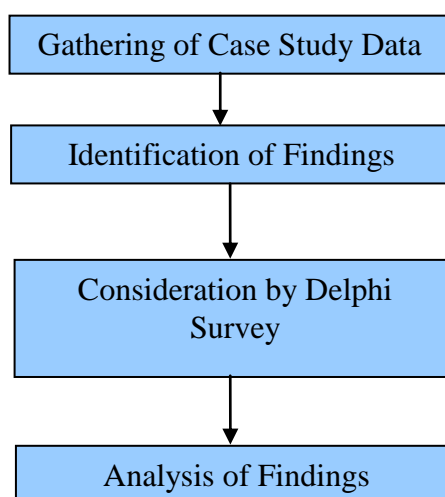 Gathering of Case Study Data
Identification of Findings
Consideration by Delphi
Survey
Analysis of Findings